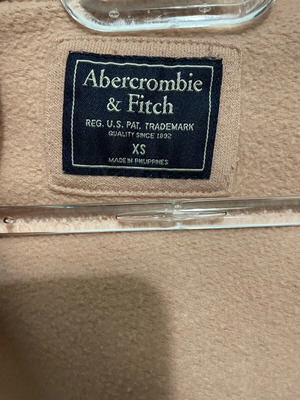 Abercrombie
& Fitch
REG. U.S. PAT. TRADEMARK
QUALITY SINCE 1892
XS
MADE IN PHILIPPINES